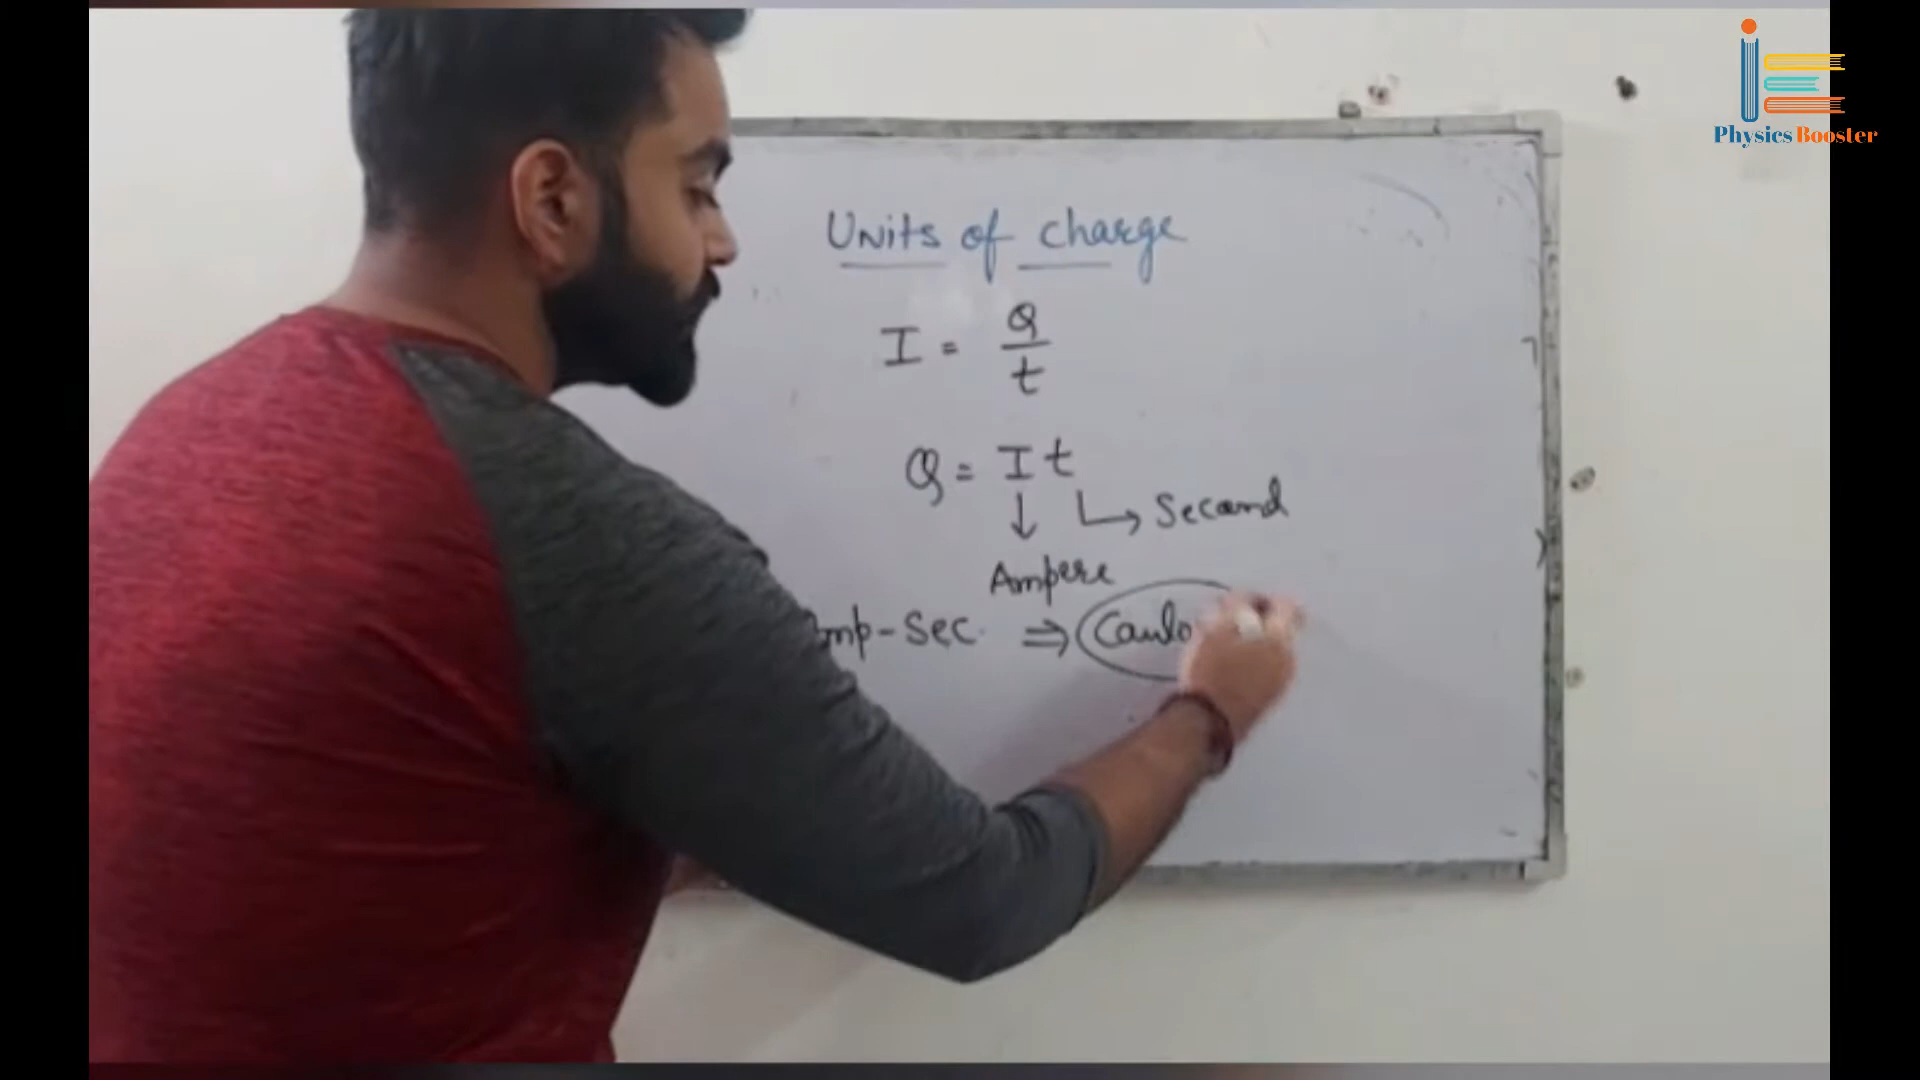 Physics Booster
Units of charge
I = Q/t
Q = It
↓ ↳ Second
Ampere
-Sec ⇒